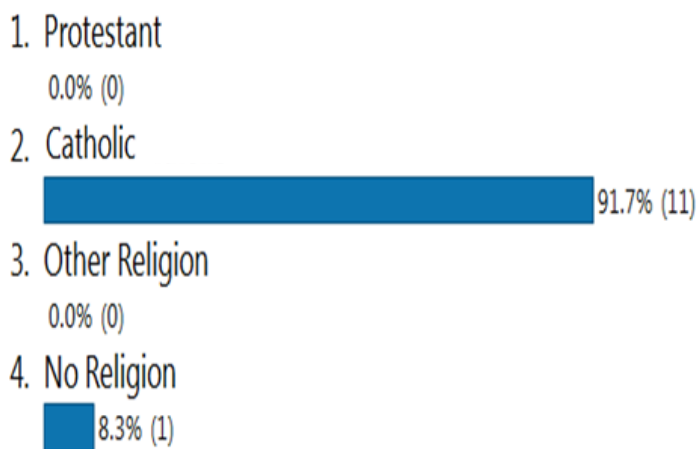 1. Protestant
0.0% (0)
2. Catholic
91.7% (11)
3. Other Religion
0.0% (0)
4. No Religion
8.3% (1)